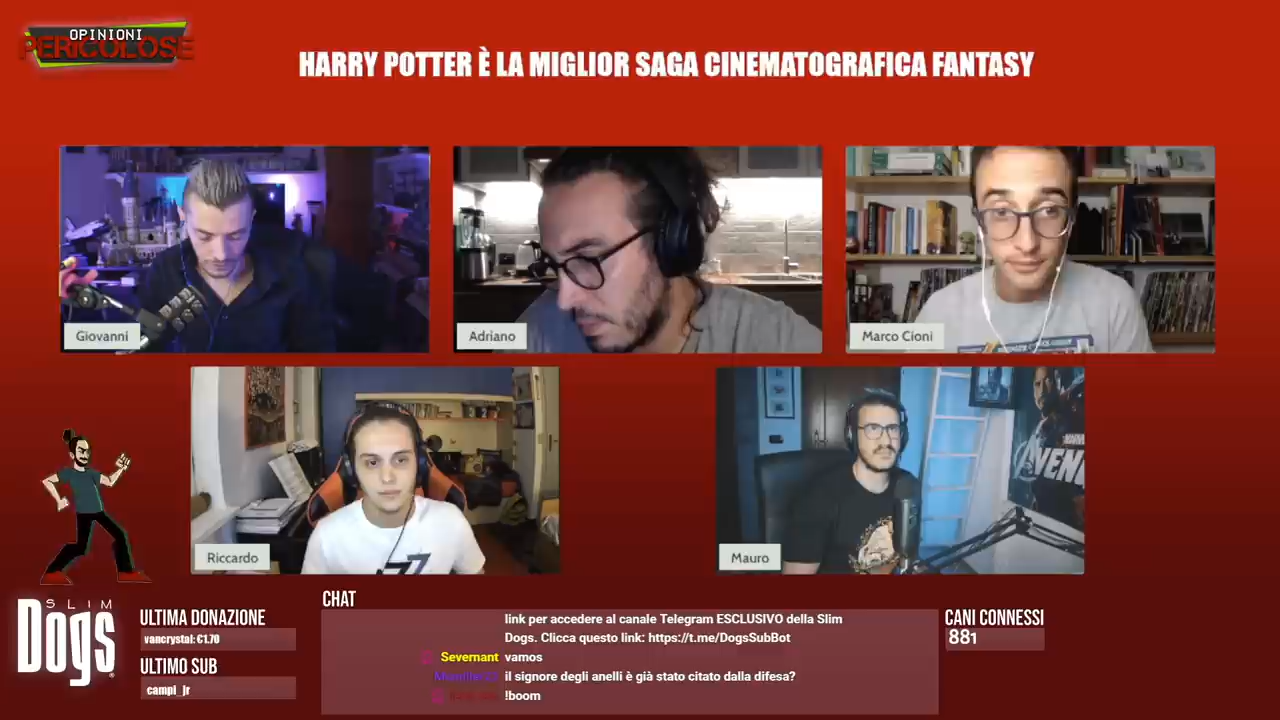 OPINIONI
PERICOLOSE
HARRY POTTER È LA MIGLIOR SAGA CINEMATOGRAFICA FANTASY
Giovanni
Adriano
Marco Cioni
Riccardo
Mauro
SLIM
Dogs
ULTIMA DONAZIONE
vancrystal: €1.70
ULTIMO SUB
campi_jr
CHAT
link per accedere al canale Telegram ESCLUSIVO della Slim
Dogs. Clicca questo link: https://t.me/DogsSubBot
Severnant vamos
il signore degli anelli è già stato citato dalla difesa?
!boom
CANI CONNESSI
881